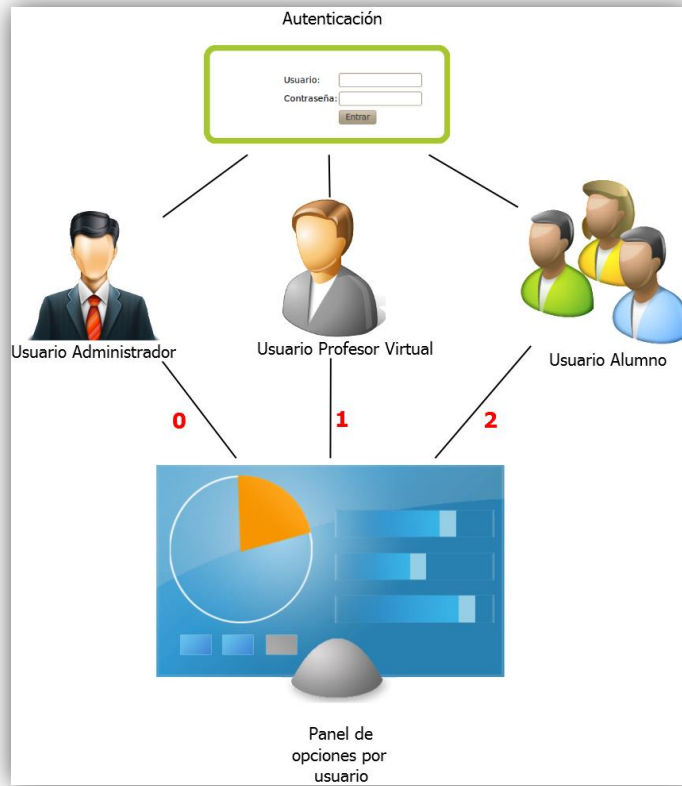 Autenticación
Usuario:
Contraseña:
Entrar
Usuario Administrador
Usuario Profesor Virtual
Usuario Alumno
0
1
2
Panel de
opciones por
usuario